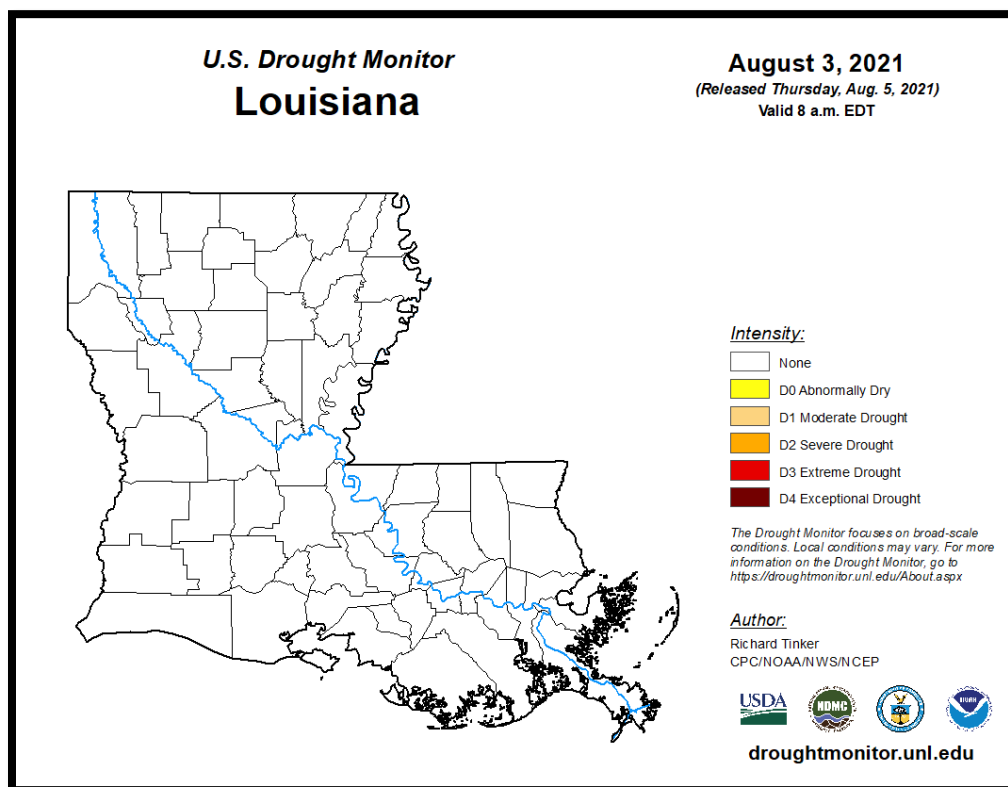 U.S. Drought Monitor
Louisiana
August 3, 2021
(Released Thursday, Aug. 5, 2021)
Valid 8 a.m. EDT
Intensity:
None
D0 Abnormally Dry
D1 Moderate Drought
D2 Severe Drought
D3 Extreme Drought
D4 Exceptional Drought
The Drought Monitor focuses on broad-scale
conditions. Local conditions may vary. For more
information on the Drought Monitor, go to
https://droughtmonitor.unl.edu/About.aspx
Author:
Richard Tinker
CPC/NOAA/NWS/NCEP
USDA
NDMC
NOAA
droughtmonitor.unl.edu